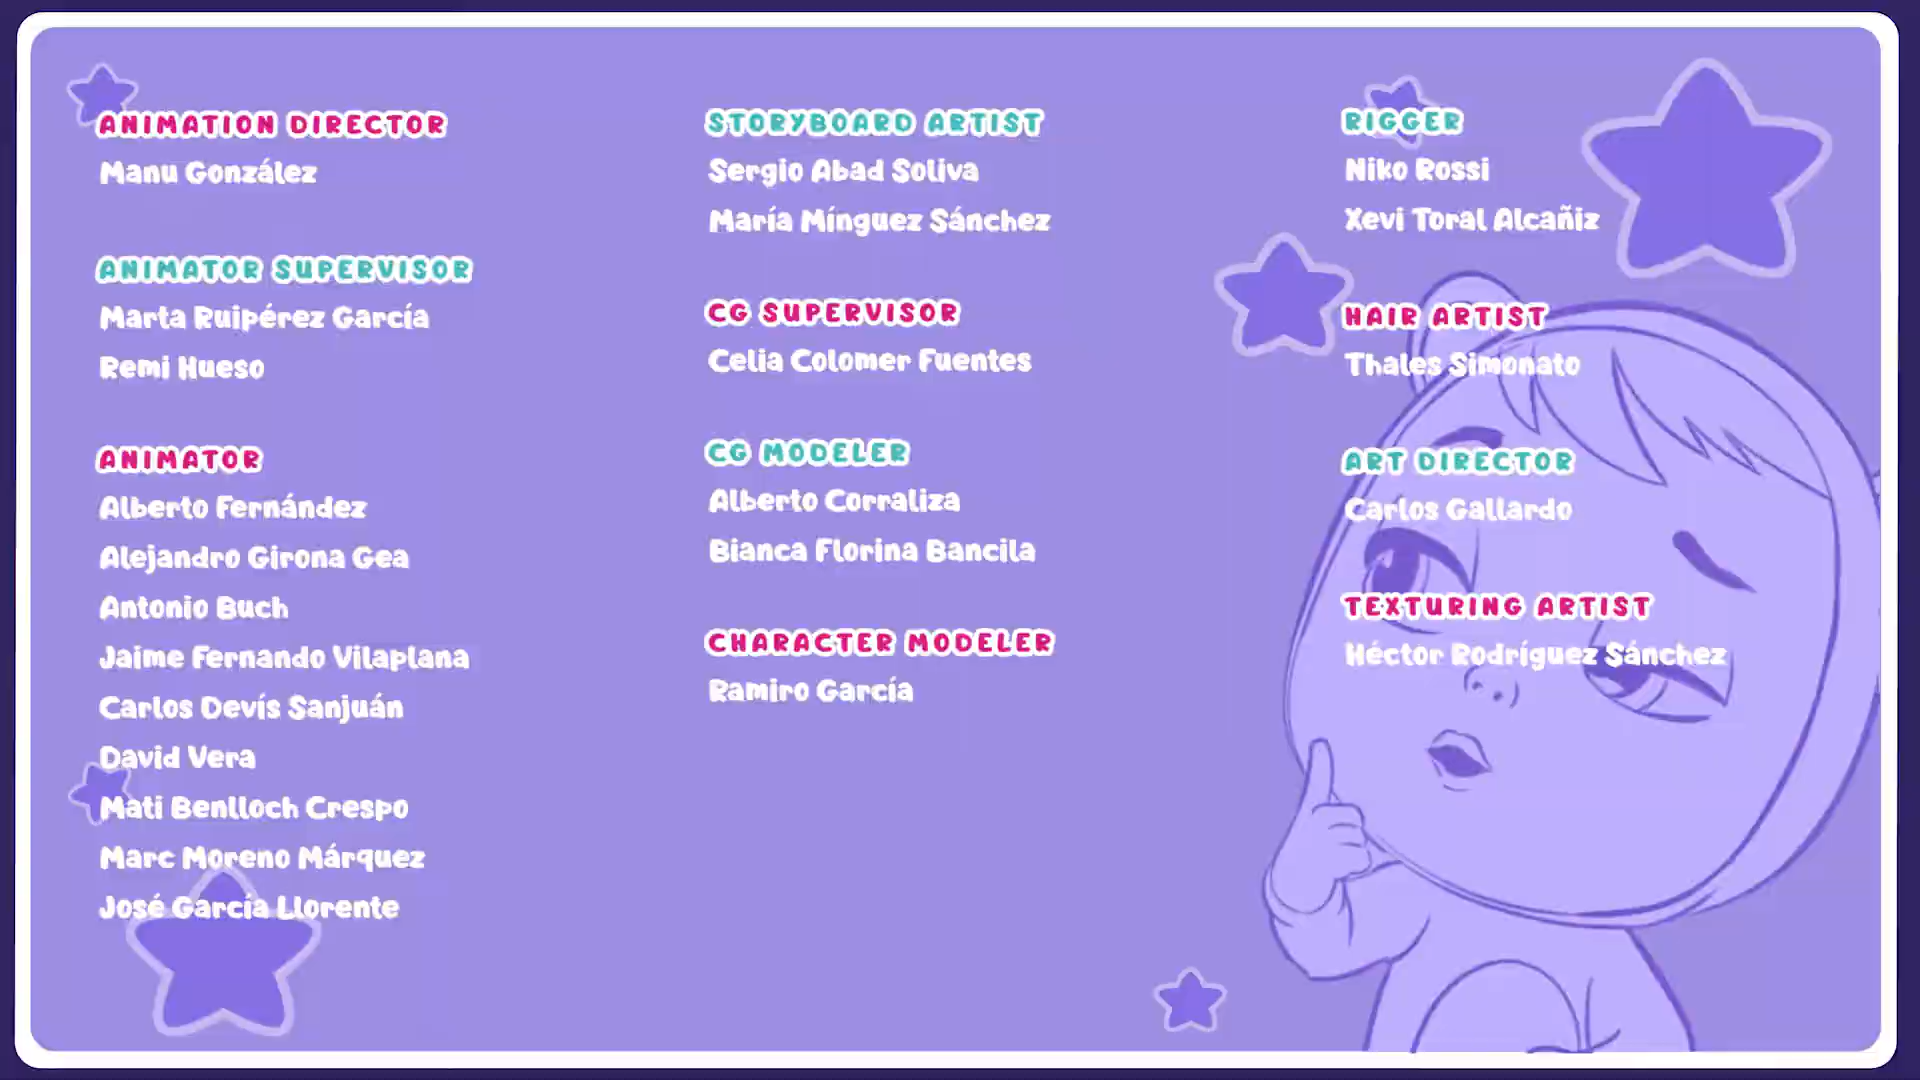 ANIMATION DIRECTOR
Manu González
ANIMATOR SUPERVISOR
Marta Ruipérez García
Remi Hueso
ANIMATOR
Alberto Fernández
Alejandro Girona Gea
Antonio Buch
Jaime Fernando Vilaplana
Carlos Devís Sanjuán
David Vera
Mati Benlloch Crespo
Marc Moreno Márquez
José García Llorente
STORYBOARD ARTIST
Sergio Abad Soliva
María Mínguez Sánchez
CG SUPERVISOR
Celia Colomer Fuentes
CG MODELER
Alberto Corraliza
Bianca Florina Bancila
CHARACTER MODELER
Ramiro García
RIGGER
Niko Rossi
Xevi Toral Alcañiz
HAIR ARTIST
Thales Simonato
ART DIRECTOR
Carlos Gallardo
TEXTURING ARTIST
Héctor Rodríguez Sánchez